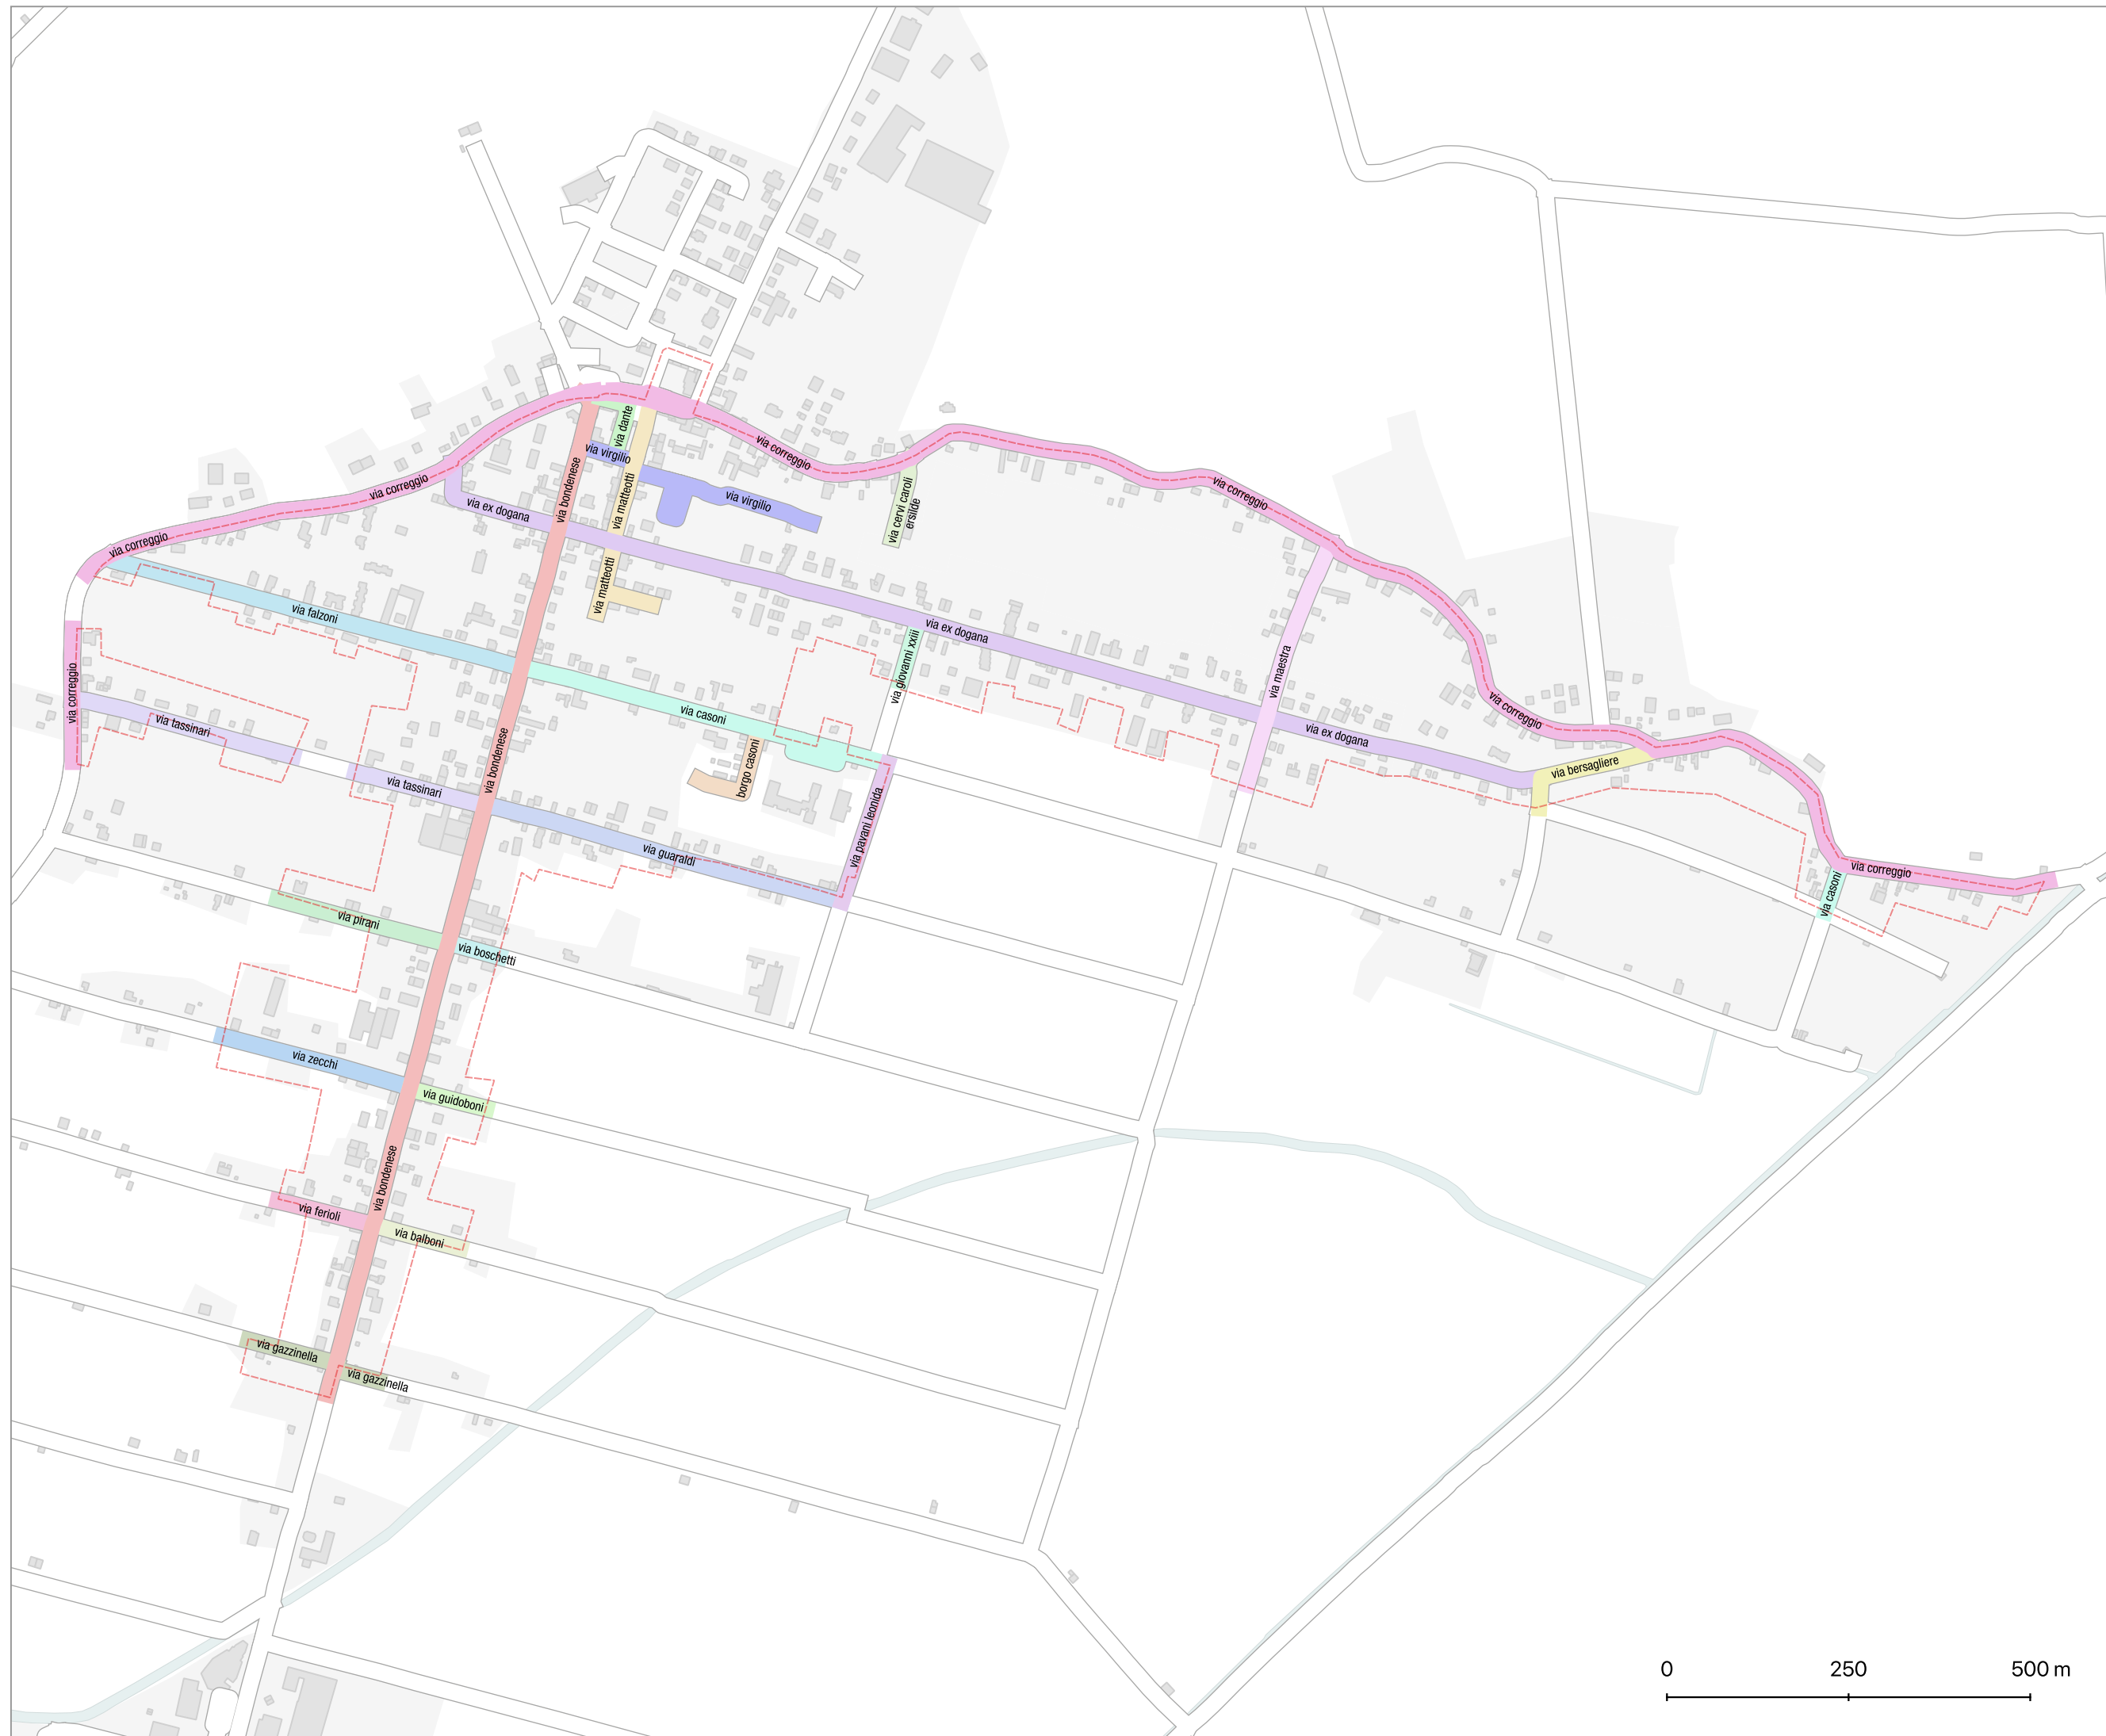 via dante
via correggio
via virgilio
via bondenese
via correggio
via matteotti
via virgilio
via correggio
via ex dogana
via cervi caroli
ersilde
via correggio
via matteotti
via falzoni
via ex dogana
via giovanni xxiii
via maestra
via correggio
via tassinari
via casoni
via correggio
via ex dogana
via bondenese
borgo casoni
via bersagliere
via tassinari
via pavani leonida
via guaraldi
via correggio
via casoni
via pirani
via boschetti
via zecchi
via guidoboni
via bondenese
via ferioli
via balboni
via gazzinella
via gazzinella
0 250 500 m